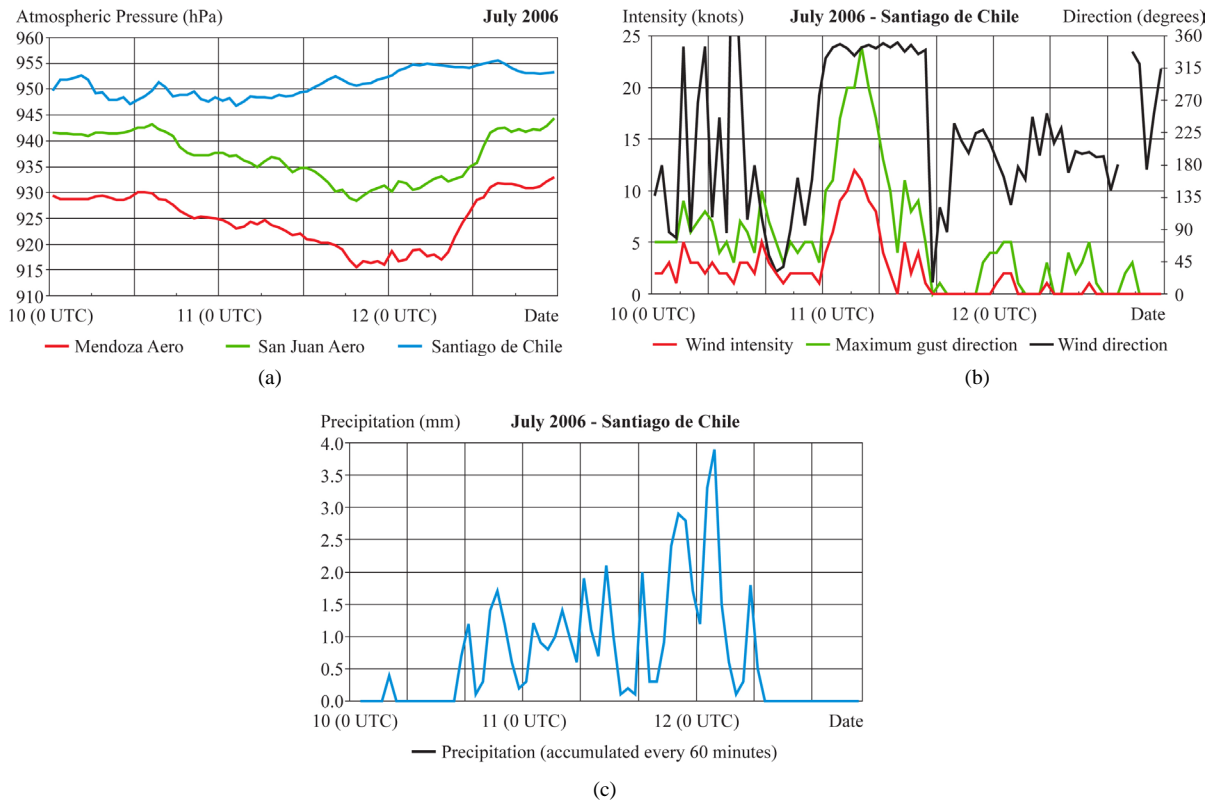 Atmospheric Pressure (hPa) July 2006
960
955
950
945
940
935
930
925
920
915
910
10 (0 UTC) 11 (0 UTC) 12 (0 UTC) Date
Mendoza Aero San Juan Aero Santiago de Chile
(a)
Intensity (knots) July 2006 - Santiago de Chile Direction (degrees)
25 360
20 315
15 270
10 225
5 180
0 135
90
45
0
10 (0 UTC) 11 (0 UTC) 12 (0 UTC) Date
Wind intensity Maximum gust direction Wind direction
(b)
Precipitation (mm) July 2006 - Santiago de Chile
4.0
3.5
3.0
2.5
2.0
1.5
1.0
0.5
0.0
10 (0 UTC) 11 (0 UTC) 12 (0 UTC) Date
Precipitation (accumulated every 60 minutes)
(c)